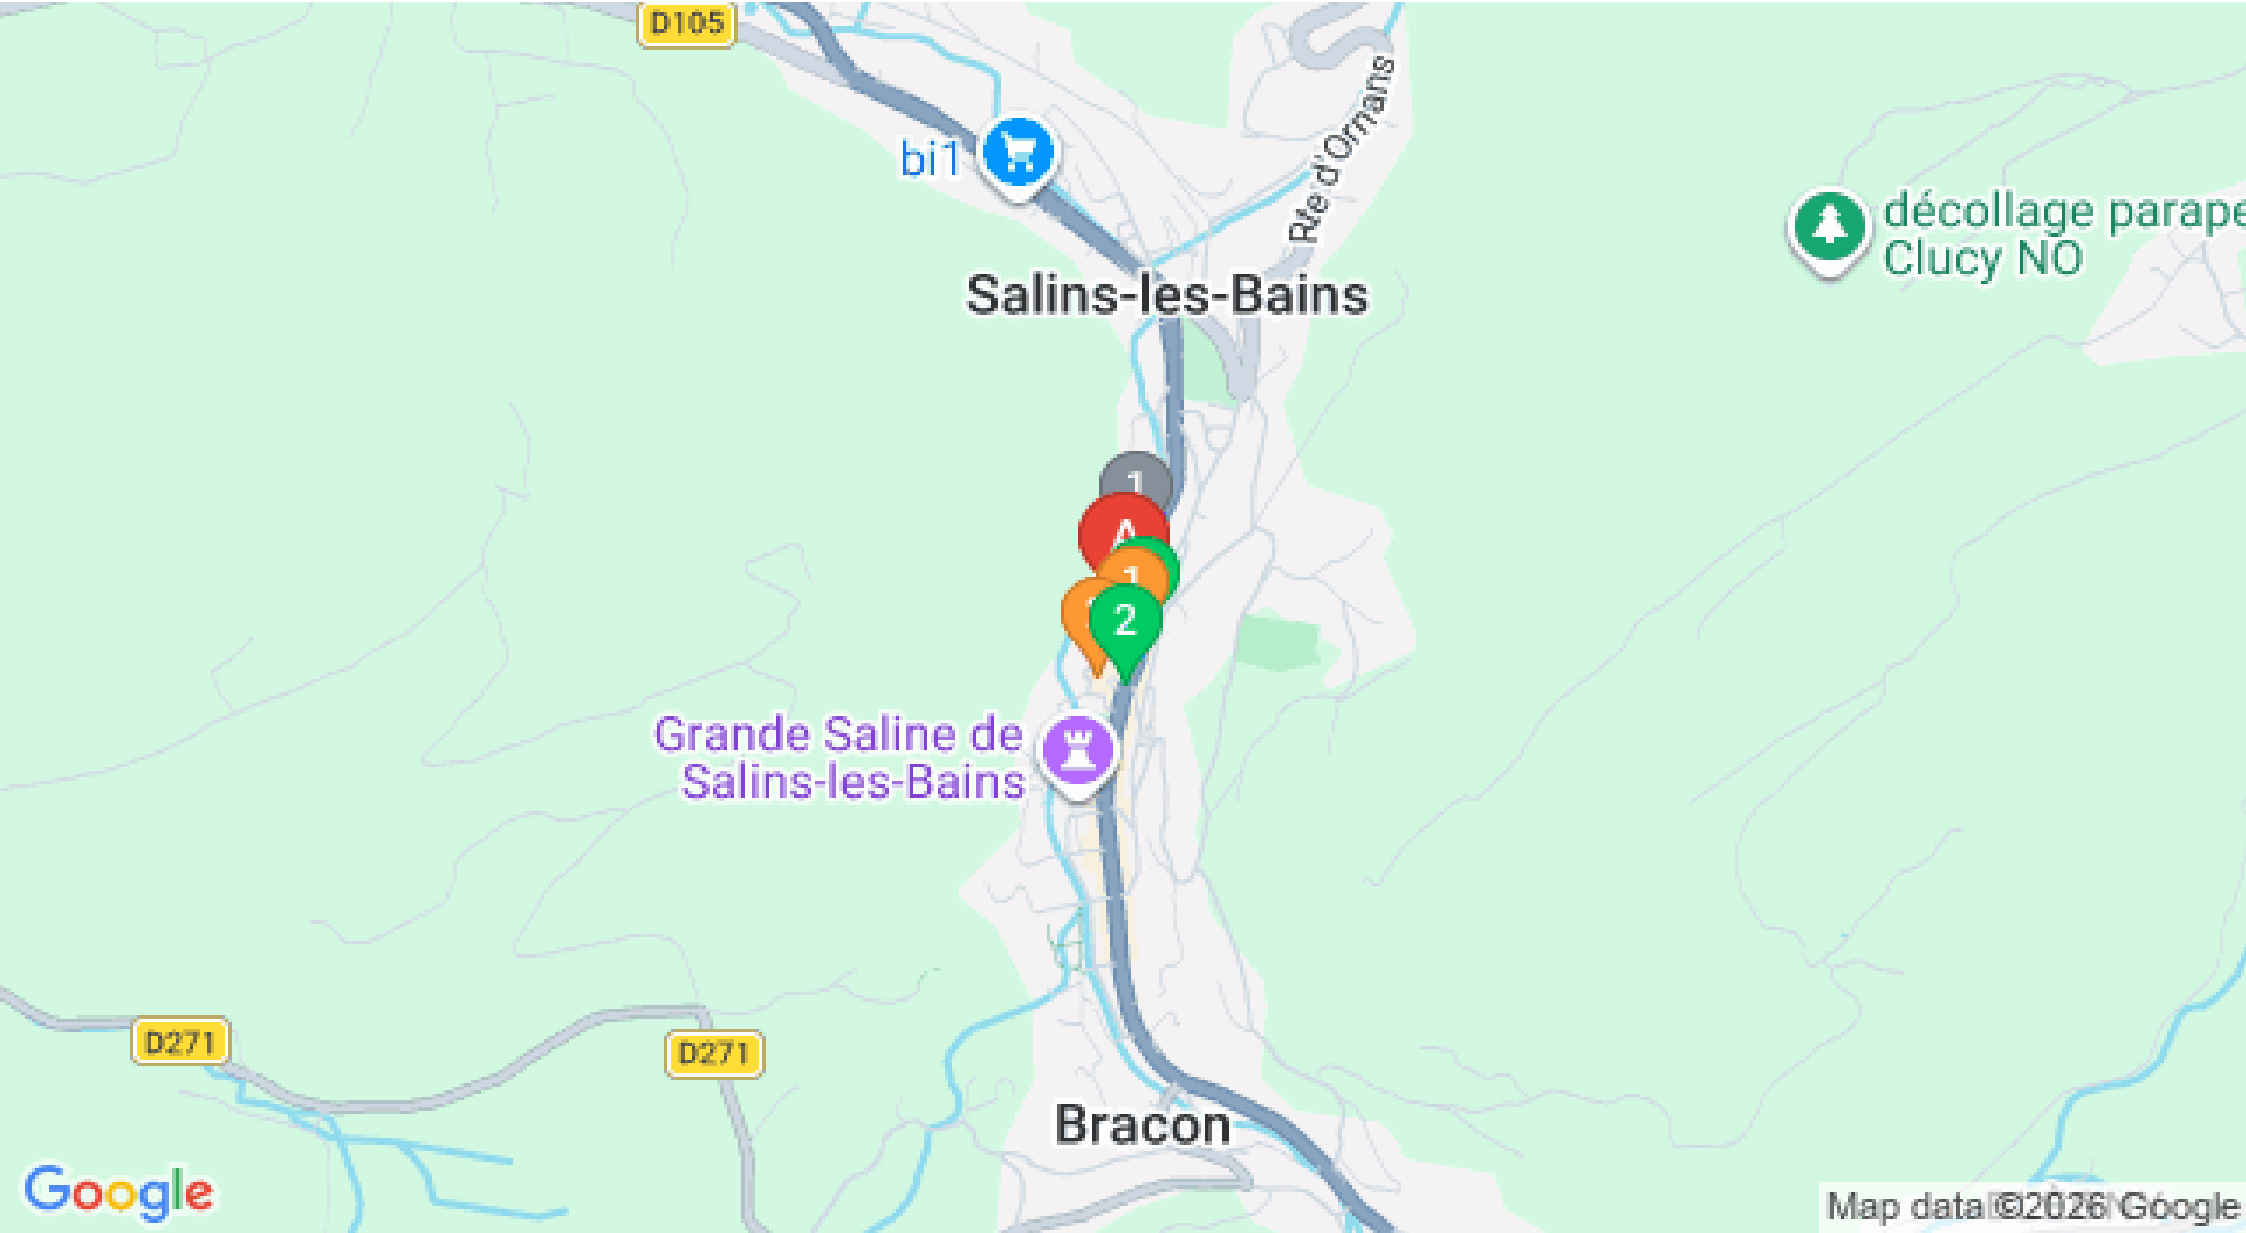 D105
Rte d'Ornans
bi1
décollage parape
Clucy NO
Salins-les-Bains
1
A
1
2
Grande Saline de
Salins-les-Bains
D271
D271
Bracon
Google
Map data ©2026 Google